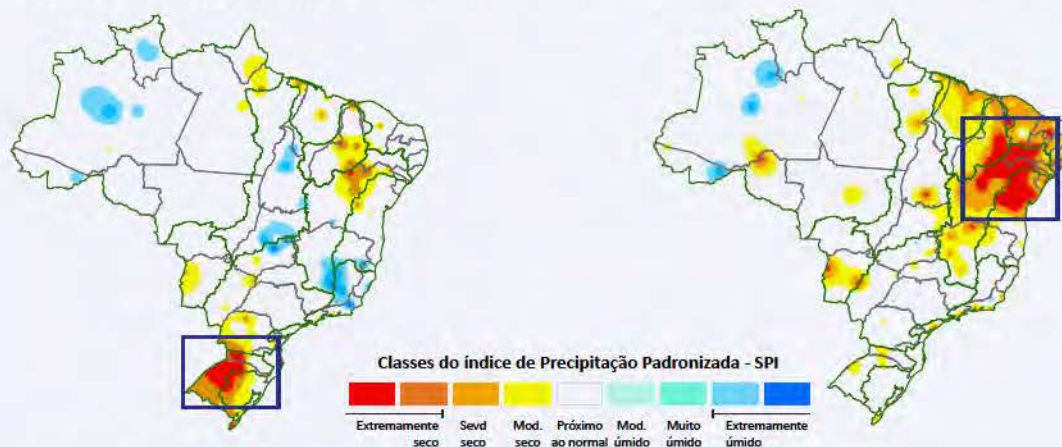 Classes do índice de Precipitação Padronizada - SPI
Extremamente seco
Sevd seco
Mod. seco
Próximo ao normal
Mod. úmido
Muito úmido
Extremamente úmido